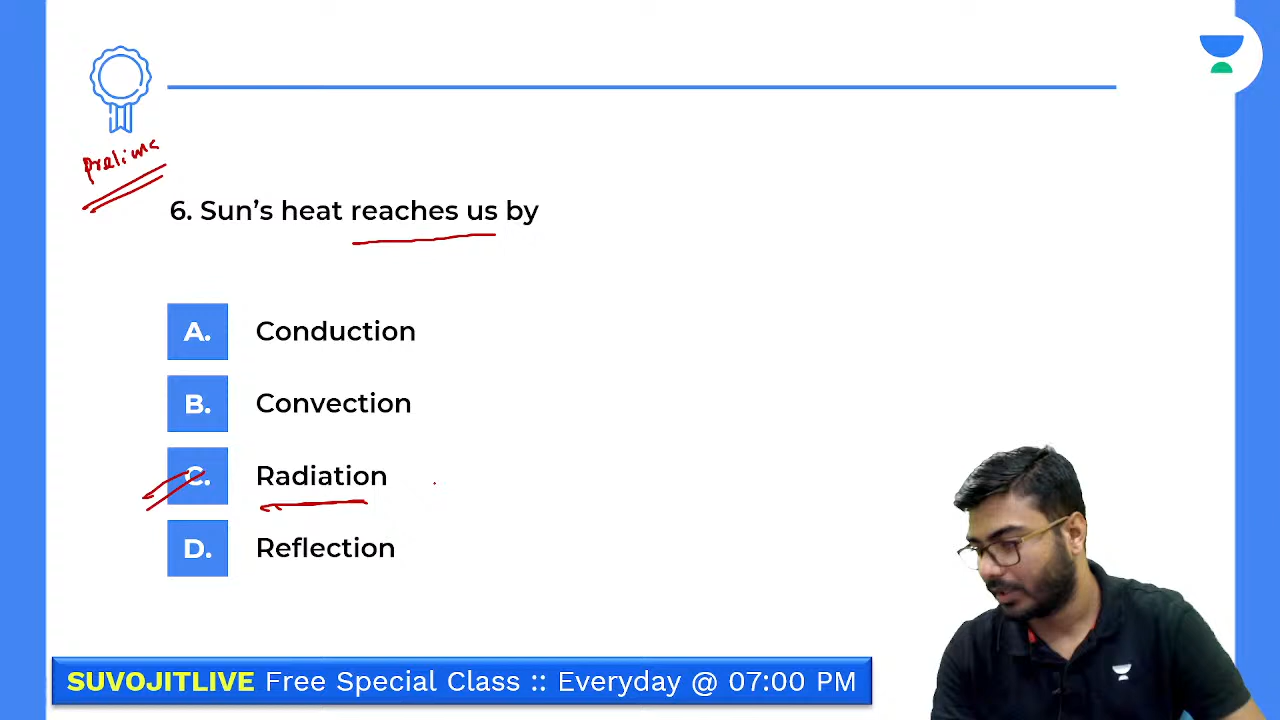 Prelims
6. Sun’s heat reaches us by
A. Conduction
B. Convection
C. Radiation
D. Reflection
SUVOJITLIVE Free Special Class :: Everyday @ 07:00 PM